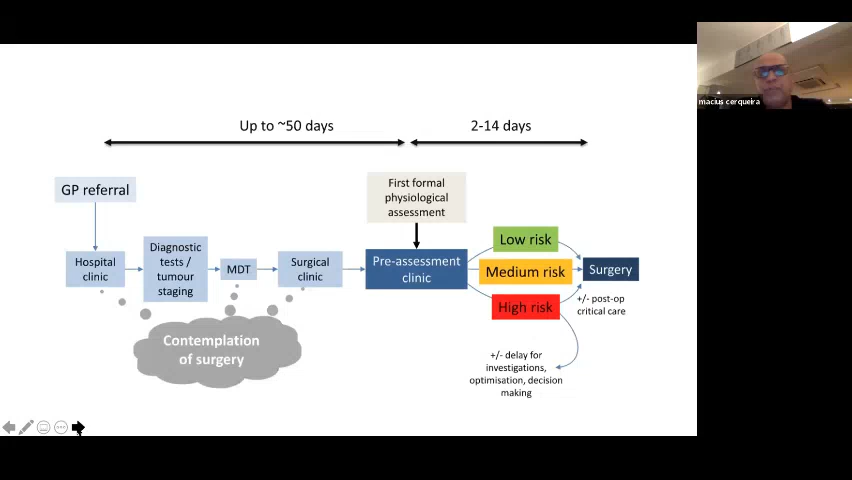 macius cerqueira
Up to ~50 days
2-14 days
GP referral
First formal
physiological
assessment
Hospital
clinic
Diagnostic
tests /
tumour
staging
MDT
Surgical
clinic
Pre-assessment
clinic
Low risk
Medium risk
High risk
Surgery
+/- post-op
critical care
Contemplation
of surgery
+/- delay for
investigations,
optimisation, decision
making